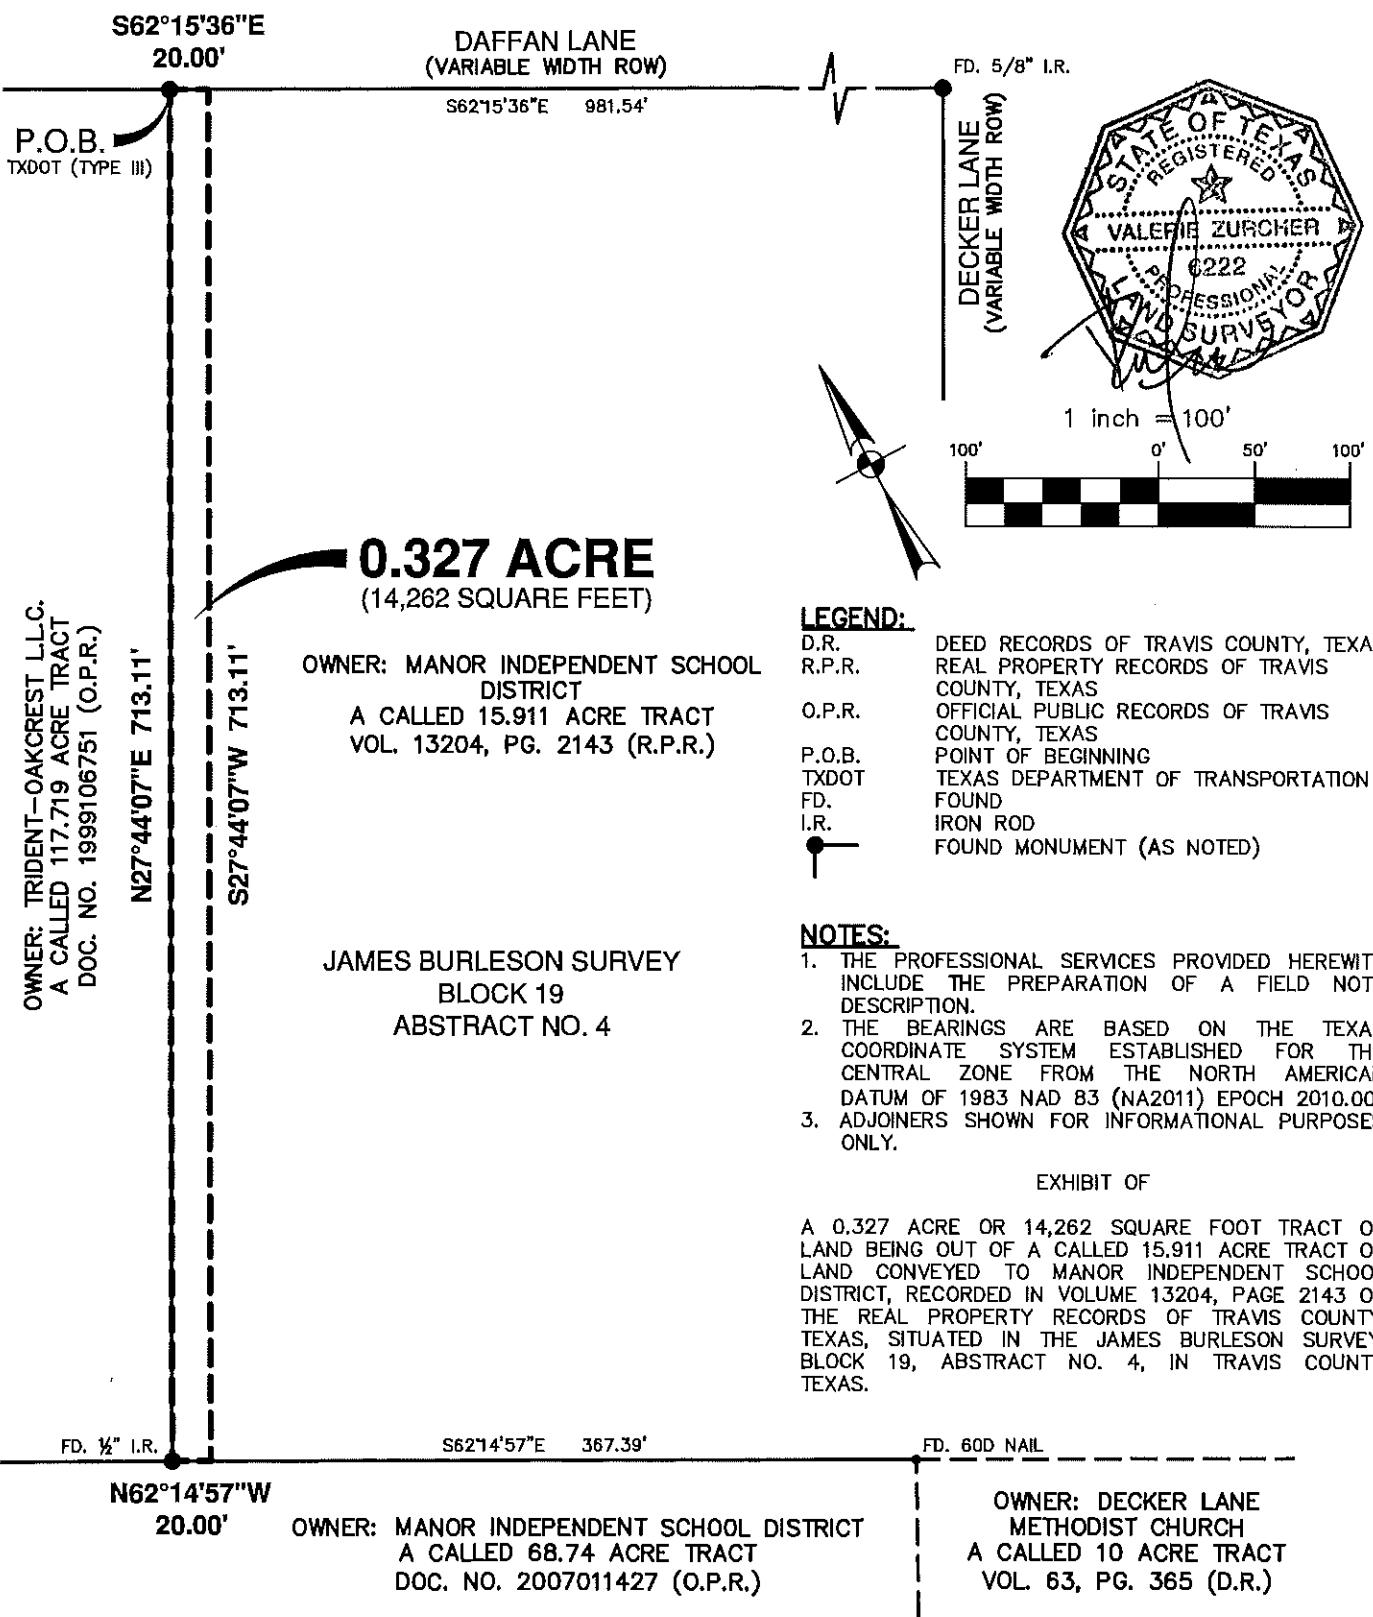 S62°15'36"E
20.00'
DAFFAN LANE
(VARIABLE WIDTH ROW)
S62°15'36"E 981.54'
FD. 5/8" I.R.
P.O.B.
TXDOT (TYPE III)
DECKER LANE
(VARIABLE WIDTH ROW)
STATE OF TEXAS
REGISTERED
VALERIE ZURCHER
6222
PROFESSIONAL
LAND SURVEYOR
1 inch = 100'
100' 0' 50' 100'
0.327 ACRE
(14,262 SQUARE FEET)
OWNER: MANOR INDEPENDENT SCHOOL
DISTRICT
A CALLED 15.911 ACRE TRACT
VOL. 13204, PG. 2143 (R.P.R.)
OWNER: TRIDENT-OAKCREST L.L.C.
A CALLED 117.719 ACRE TRACT
DOC. NO. 1999106751 (O.P.R.)
N27°44'07"E 713.11'
S27°44'07"W 713.11'
JAMES BURLESON SURVEY
BLOCK 19
ABSTRACT NO. 4
LEGEND:
D.R. DEED RECORDS OF TRAVIS COUNTY, TEXA
R.P.R. REAL PROPERTY RECORDS OF TRAVIS
COUNTY, TEXAS
O.P.R. OFFICIAL PUBLIC RECORDS OF TRAVIS
COUNTY, TEXAS
P.O.B. POINT OF BEGINNING
TXDOT TEXAS DEPARTMENT OF TRANSPORTATION
FD. FOUND
I.R. IRON ROD
FOUND MONUMENT (AS NOTED)
NOTES:
1. THE PROFESSIONAL SERVICES PROVIDED HEREWIT
INCLUDE THE PREPARATION OF A FIELD NOT
DESCRIPTION.
2. THE BEARINGS ARE BASED ON THE TEXA
COORDINATE SYSTEM ESTABLISHED FOR TH
CENTRAL ZONE FROM THE NORTH AMERICA
DATUM OF 1983 NAD 83 (NA2011) EPOCH 2010.00
3. ADJOINERS SHOWN FOR INFORMATIONAL PURPOSE
ONLY.
EXHIBIT OF
A 0.327 ACRE OR 14,262 SQUARE FOOT TRACT O
LAND BEING OUT OF A CALLED 15.911 ACRE TRACT O
LAND CONVEYED TO MANOR INDEPENDENT SCHOO
DISTRICT, RECORDED IN VOLUME 13204, PAGE 2143 O
THE REAL PROPERTY RECORDS OF TRAVIS COUNTY
TEXAS, SITUATED IN THE JAMES BURLESON SURVEY
BLOCK 19, ABSTRACT NO. 4, IN TRAVIS COUNT
TEXAS.
FD. ½" I.R.
S62°14'57"E 367.39'
FD. 60D NAIL
N62°14'57"W
20.00'
OWNER: MANOR INDEPENDENT SCHOOL DISTRICT
A CALLED 68.74 ACRE TRACT
DOC. NO. 2007011427 (O.P.R.)
OWNER: DECKER LANE
METHODIST CHURCH
A CALLED 10 ACRE TRACT
VOL. 63, PG. 365 (D.R.)